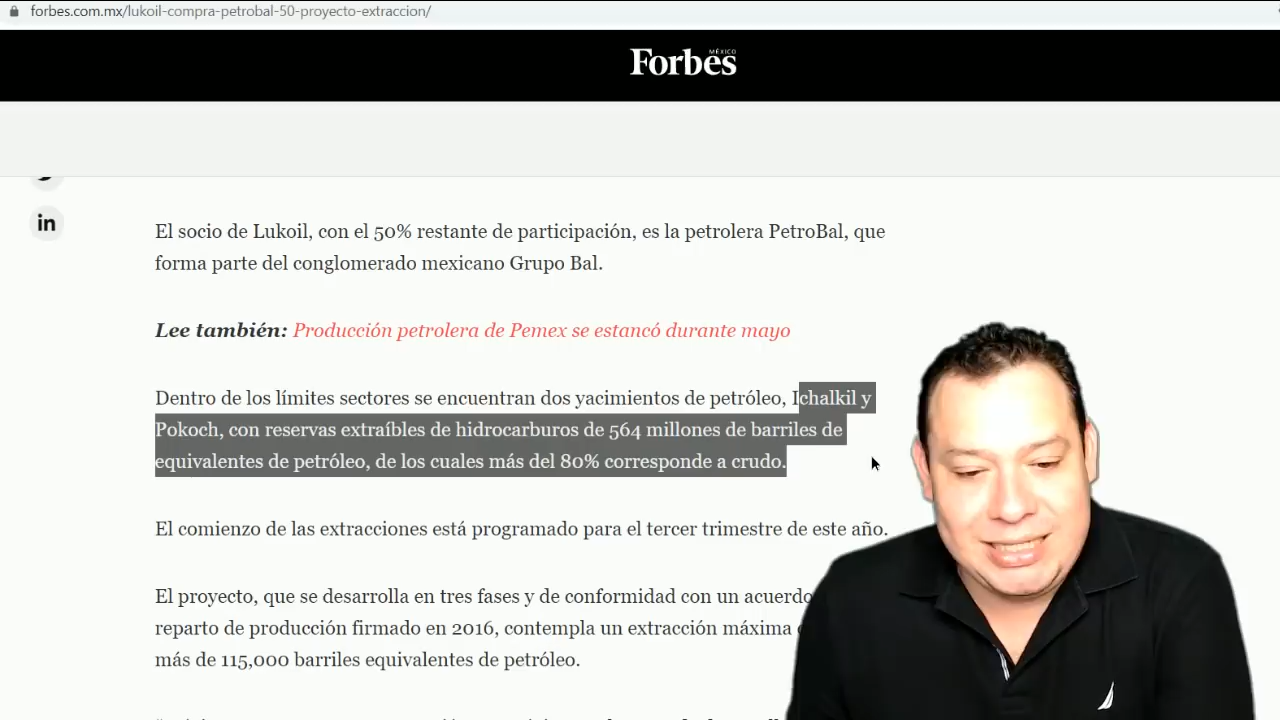 forbes.com.mx/lukoil-compra-petrobal-50-proyecto-extraccion/
MÉXICO
Forbes
in
El socio de Lukoil, con el 50% restante de participación, es la petrolera PetroBal, que
forma parte del conglomerado mexicano Grupo Bal.
Lee también: Producción petrolera de Pemex se estancó durante mayo
Dentro de los límites sectores se encuentran dos yacimientos de petróleo, Ichalkil y
Pokoch, con reservas extraíbles de hidrocarburos de 564 millones de barriles de
equivalentes de petróleo, de los cuales más del 80% corresponde a crudo.
El comienzo de las extracciones está programado para el tercer trimestre de este año.
El proyecto, que se desarrolla en tres fases y de conformidad con un acuerdo
reparto de producción firmado en 2016, contempla un extracción máxima
más de 115,000 barriles equivalentes de petróleo.